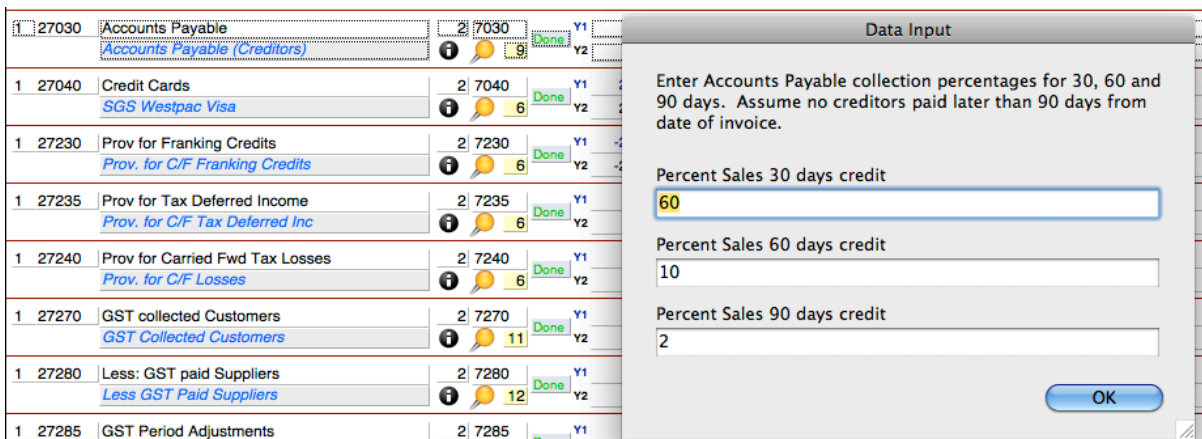 1 27030 Accounts Payable 2 7030 Done Y1
Accounts Payable (Creditors) 9 Y2
1 27040 Credit Cards 2 7040 Done Y1
SGS Westpac Visa 6 Y2
1 27230 Prov for Franking Credits 2 7230 Done Y1
Prov. for C/F Franking Credits 6 Y2
1 27235 Prov for Tax Deferred Income 2 7235 Done Y1
Prov. for C/F Tax Deferred Inc 6 Y2
1 27240 Prov for Carried Fwd Tax Losses 2 7240 Done Y1
Prov. for C/F Losses 6 Y2
1 27270 GST collected Customers 2 7270 Done Y1
GST Collected Customers 11 Y2
1 27280 Less: GST paid Suppliers 2 7280 Done Y1
Less GST Paid Suppliers 12 Y2
1 27285 GST Period Adjustments 2 7285 Y1
Data Input
Enter Accounts Payable collection percentages for 30, 60 and
90 days. Assume no creditors paid later than 90 days from
date of invoice.
Percent Sales 30 days credit
60
Percent Sales 60 days credit
10
Percent Sales 90 days credit
2
OK